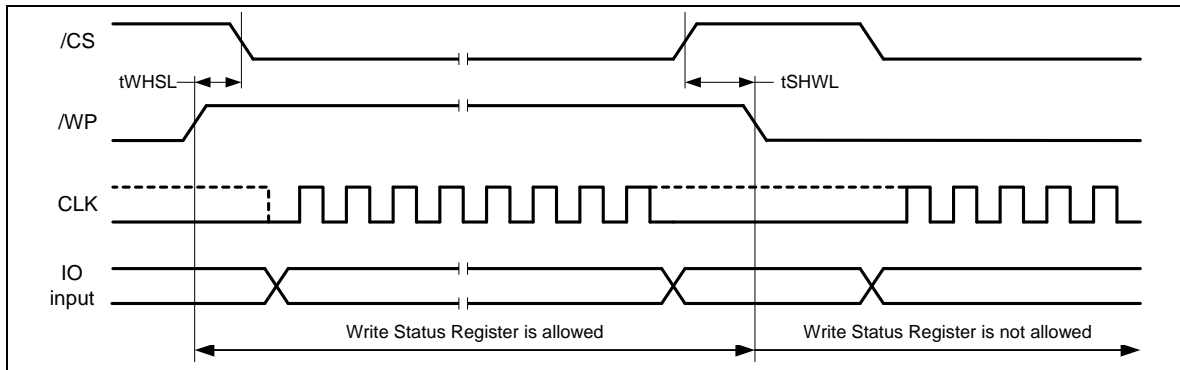 /CS
tWHSL
tSHWL
/WP
CLK
IO
input
Write Status Register is allowed
Write Status Register is not allowed